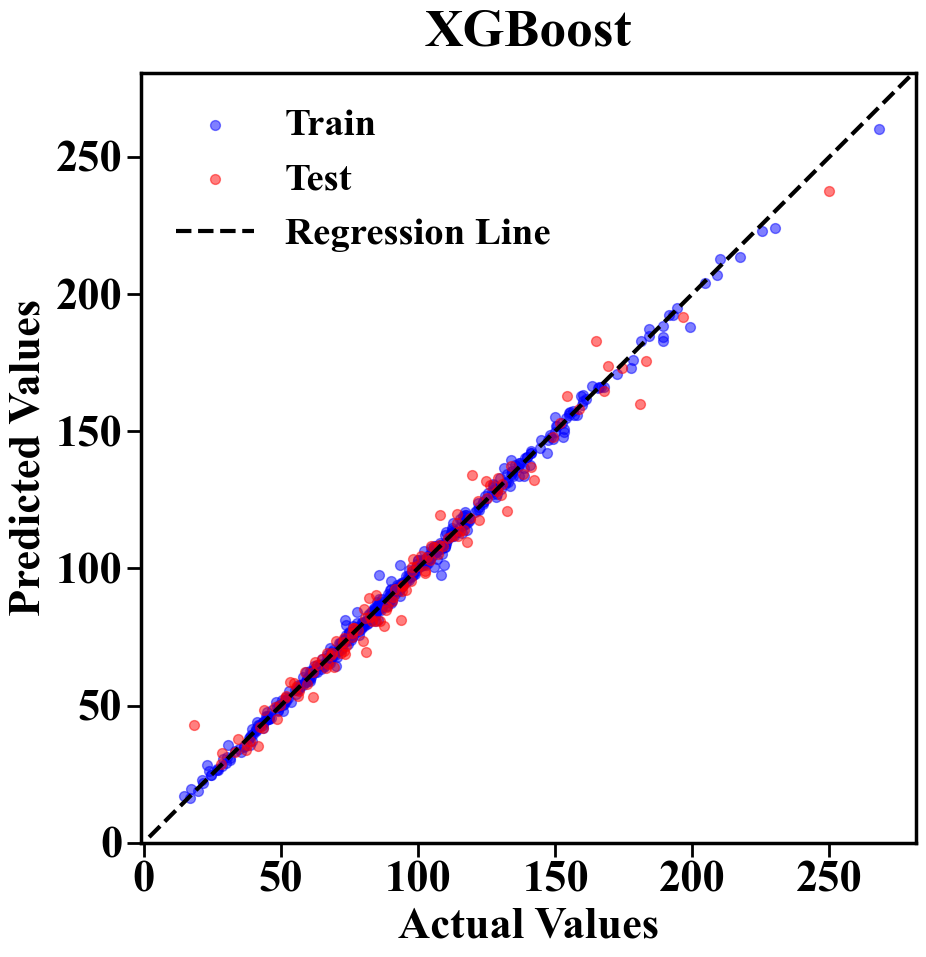 XGBoost
Train
Test
Regression Line
250
200
150
100
50
0
Predicted Values
0 50 100 150 200 250
Actual Values